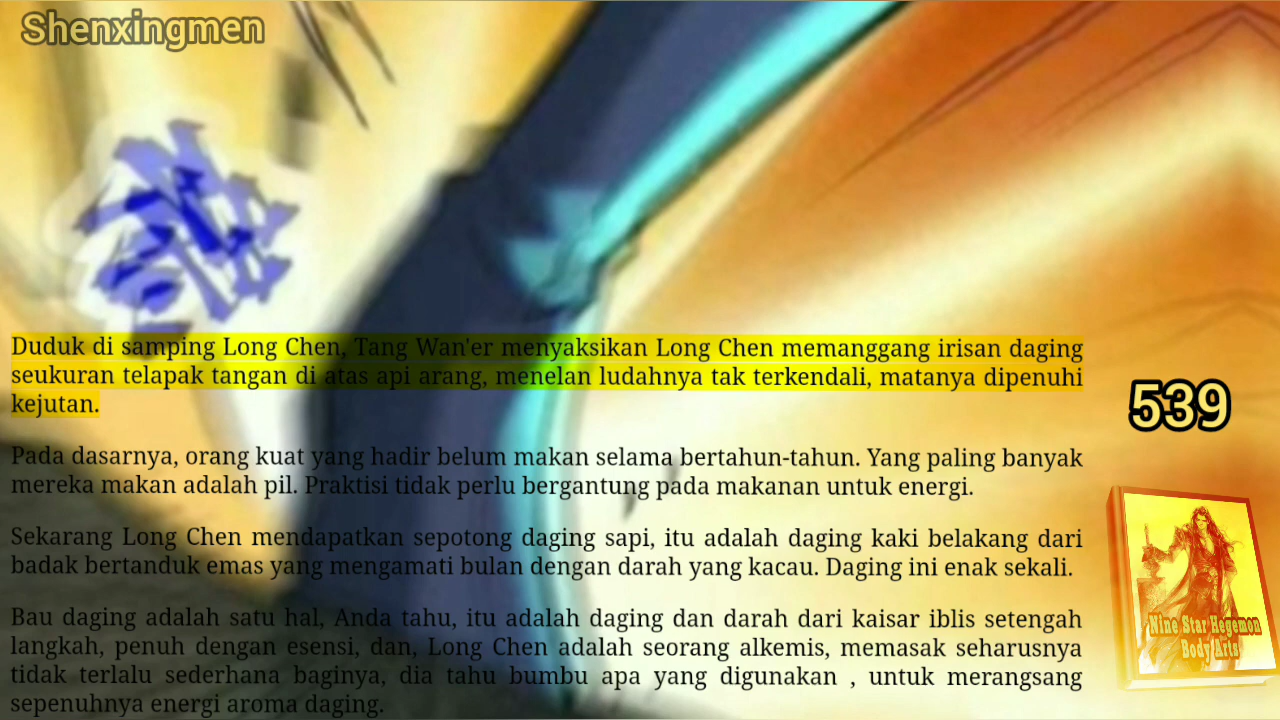 Shenxingmen
Duduk di samping Long Chen, Tang Wan'er menyaksikan Long Chen memanggang irisan daging
seukuran telapak tangan di atas api arang, menelan ludahnya tak terkendali, matanya dipenuhi
kejutan.
539
Pada dasarnya, orang kuat yang hadir belum makan selama bertahun-tahun. Yang paling banyak
mereka makan adalah pil. Praktisi tidak perlu bergantung pada makanan untuk energi.
Sekarang Long Chen mendapatkan sepotong daging sapi, itu adalah daging kaki belakang dari
badak bertanduk emas yang mengamati bulan dengan darah yang kacau. Daging ini enak sekali.
Bau daging adalah satu hal, Anda tahu, itu adalah daging dan darah dari kaisar iblis setengah
langkah, penuh dengan esensi, dan, Long Chen adalah seorang alkemis, memasak seharusnya
tidak terlalu sederhana baginya, dia tahu bumbu apa yang digunakan , untuk merangsang
sepenuhnya energi aroma daging.
Nine Star Hegemon
Body Arts